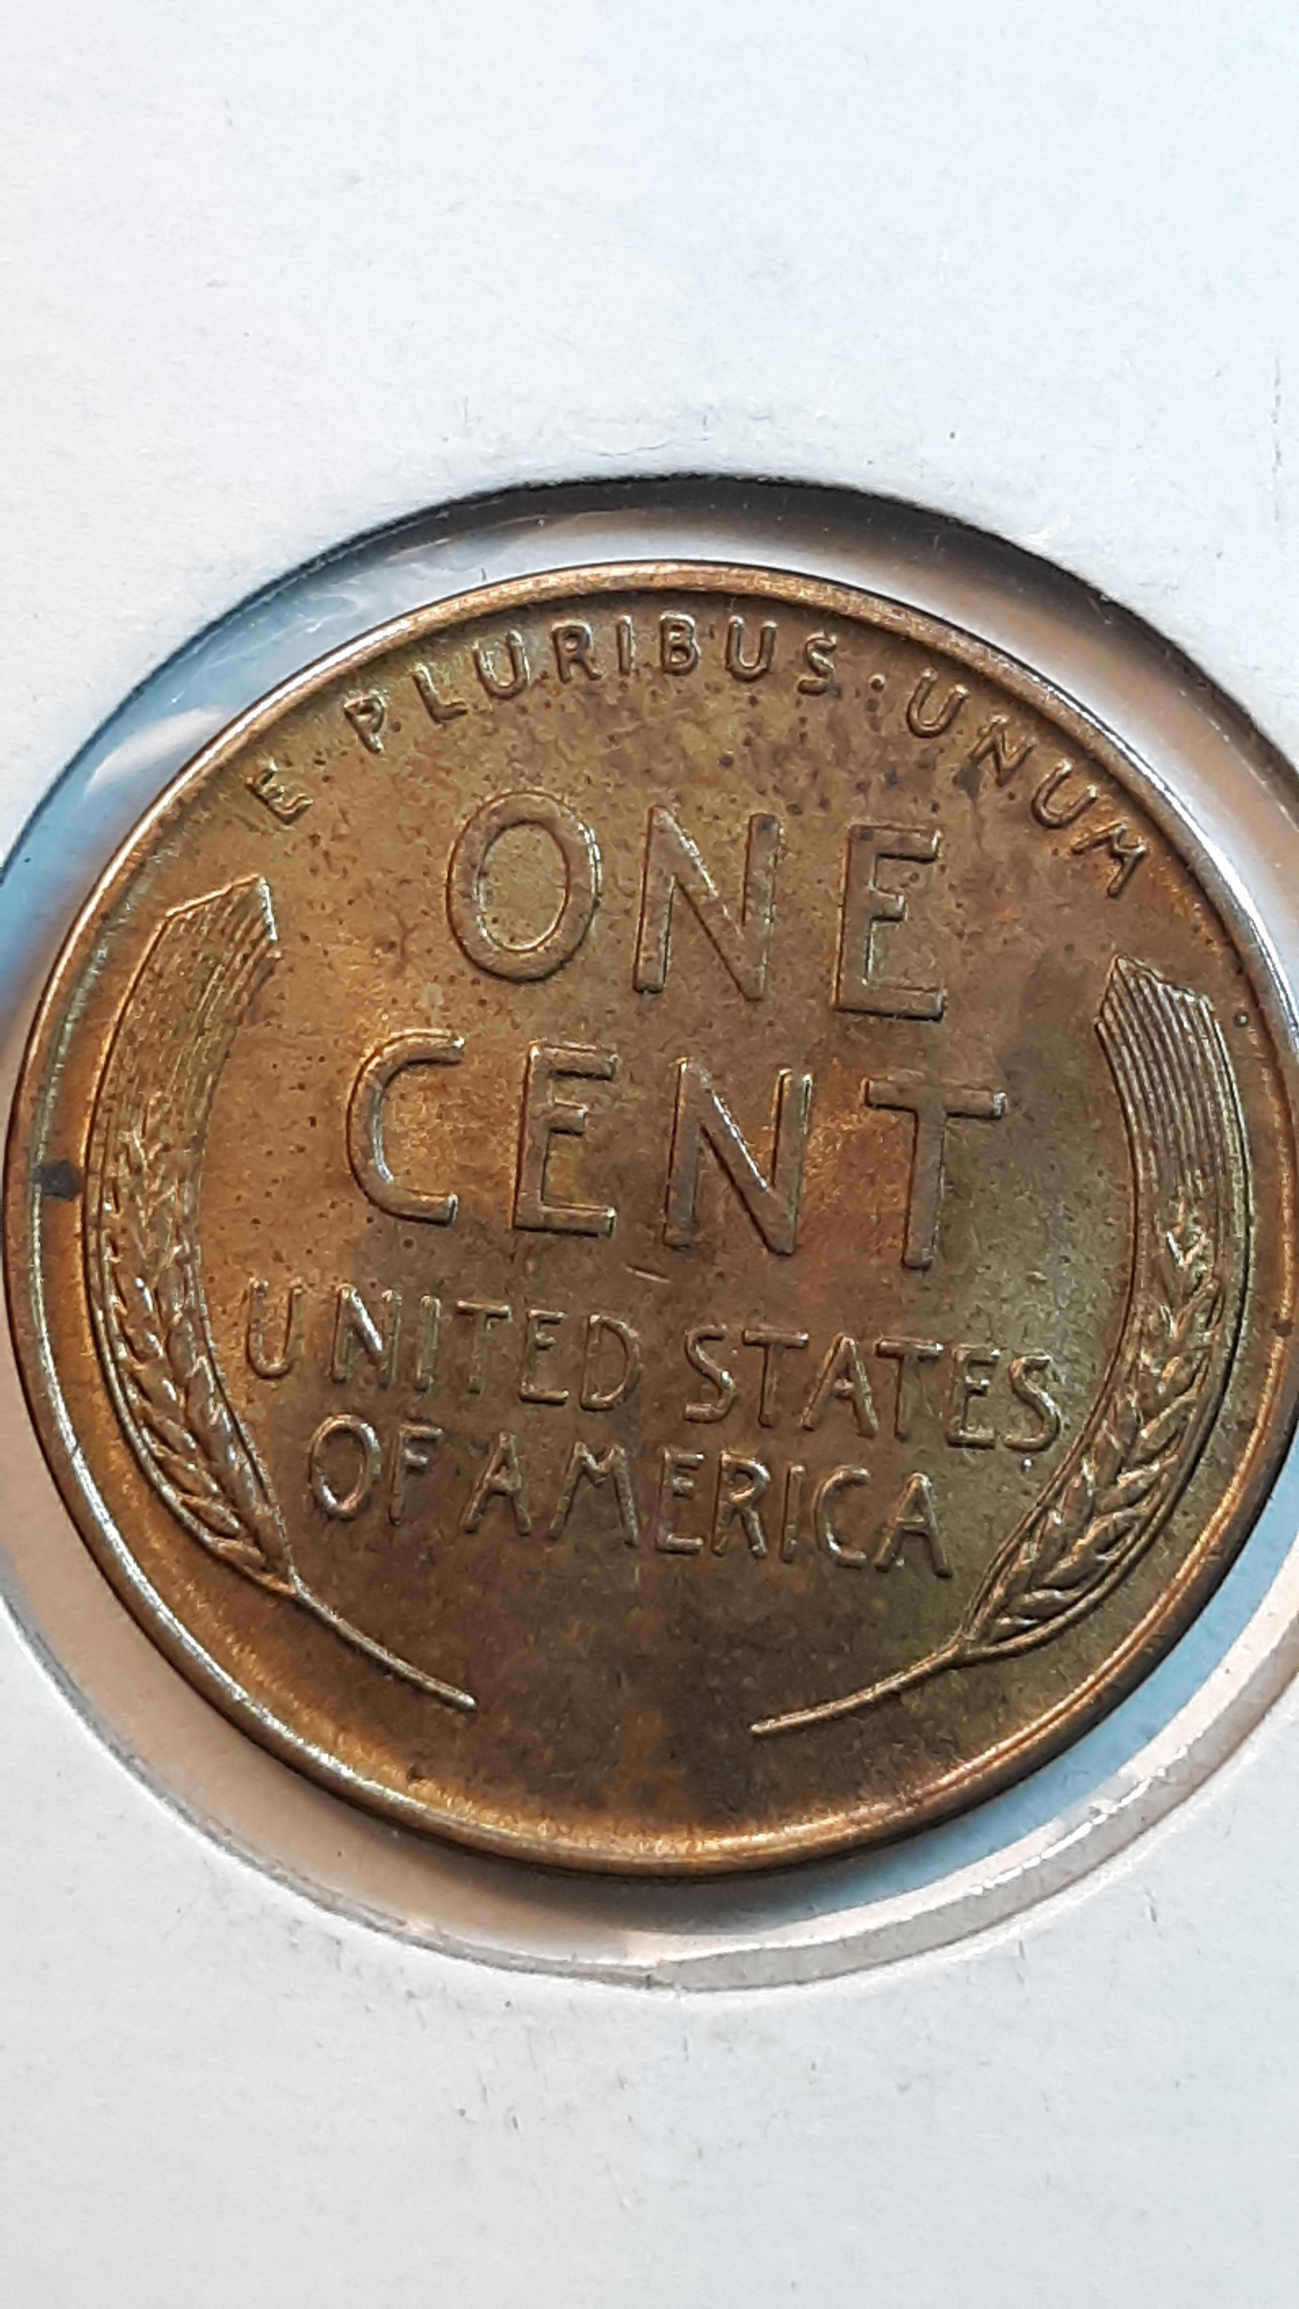 E · PLURIBUS · UNUM
ONE
CENT
UNITED STATES
OF AMERICA